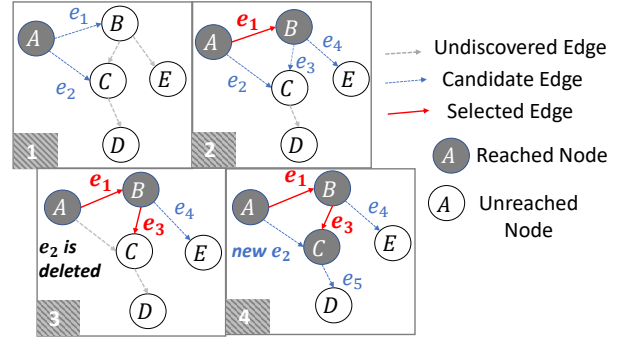 A
e1
B
e2
C
E
D
1
A
e1
B
e4
e2
e3
C
E
D
2
Undiscovered Edge
Candidate Edge
Selected Edge
A Reached Node
A Unreached
Node
A
e1
B
e4
e3
e2 is
deleted
C
E
D
3
A
e1
B
e4
e3
new e2
C
E
e5
D
4